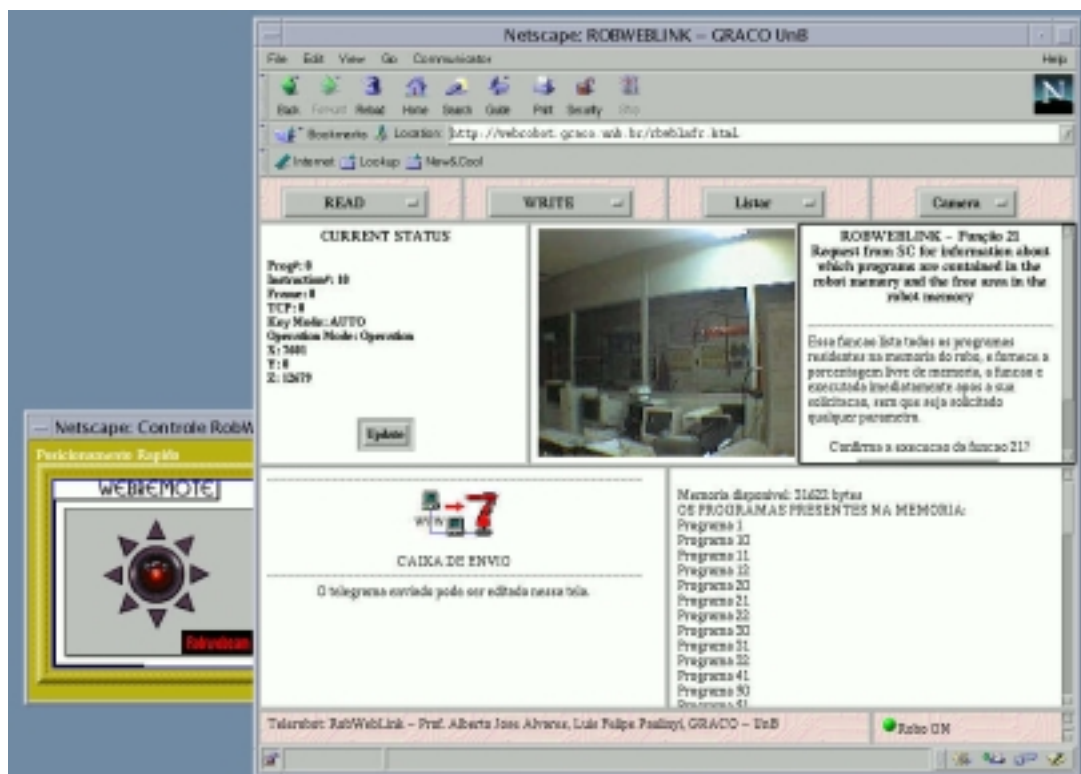 Netscape: ROBWEBLINK – GRACO UnB
File Edit View Go Communicator Help
Back Forward Reload Home Search Guide Print Security Stop
Bookmarks Location: http://webrobot.graco.unb.br/rbeblafr.html
Internet Lookup New&Cool
READ WRITE Listar Camera
CURRENT STATUS
Prog#: 0
Instruction#: 10
Frame: 0
TCP: 0
Key Mode: AUTO
Operation Mode: Operation
Y: 0
Z: 12679
Update
ROBWEBLINK – Função 21
Request from SC for information about
which programs are contained in the
robot memory and the free area in the
robot memory
Essa funcao lista todos os programas
residentes na memoria do robo, e fornece a
porcentagem livre de memoria, a funcao e
executada imediatamente apos a sua
solicitacao, sem que seja solicitado
qualquer parametro.
Confirma a execucao da funcao 21?
Netscape: Controle RobW
Posicionamento Rapido
WEBREMOTE
Robwebcam
CAIXA DE ENVIO
O telegrama enviado pode ser editado nessa tela.
Memoria disponivel: 31622 bytes
OS PROGRAMAS PRESENTES NA MEMORIA:
Programa 1
Programa 10
Programa 11
Programa 12
Programa 20
Programa 21
Programa 22
Programa 30
Programa 31
Programa 32
Programa 41
Programa 50
Programa 51
Telerobot: RobWebLink – Prof. Alberto Jose Alvares, Luis Felipe Paulinyi, GRACO – UnB
Robo ON